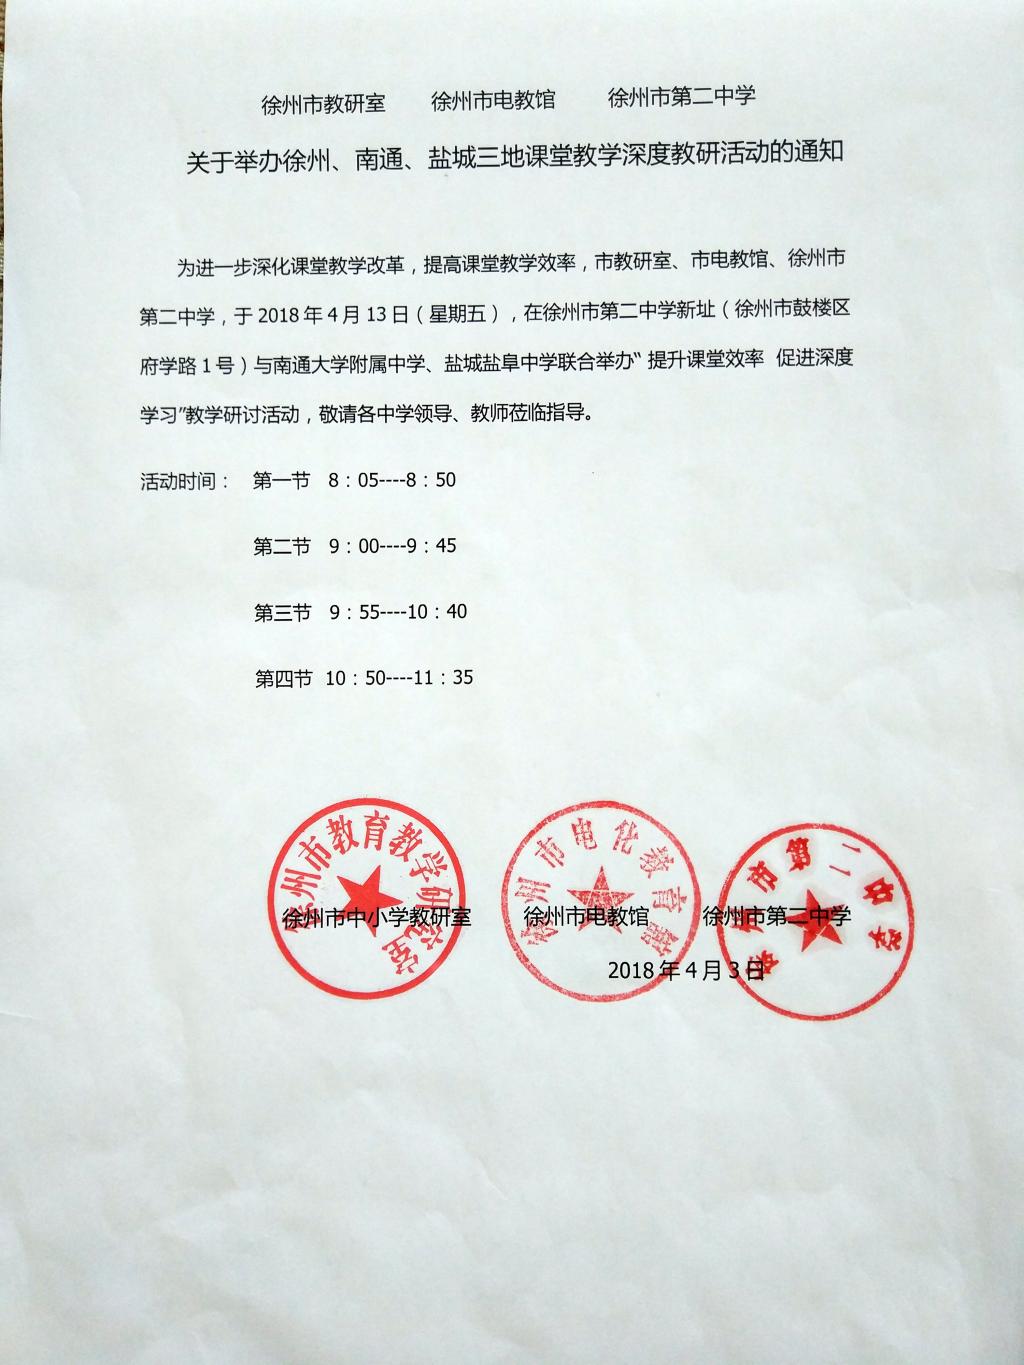 徐州市教研室 徐州市电教馆 徐州市第二中学
关于举办徐州、南通、盐城三地课堂教学深度教研活动的通知
为进一步深化课堂教学改革，提高课堂教学效率，市教研室、市电教馆、徐州市
第二中学，于 2018 年 4 月 13 日（星期五），在徐州市第二中学新址（徐州市鼓楼区
府学路 1 号）与南通大学附属中学、盐城盐阜中学联合举办“ 提升课堂效率 促进深度
学习”教学研讨活动，敬请各中学领导、教师莅临指导。
活动时间： 第一节 8：05----8：50
第二节 9：00----9：45
第三节 9：55----10：40
第四节 10：50----11：35
徐州市教育教学研究室
徐州市电化教育馆
徐州市第二中学
徐州市中小学教研室 徐州市电教馆 徐州市第二中学
2018 年 4 月 3 日